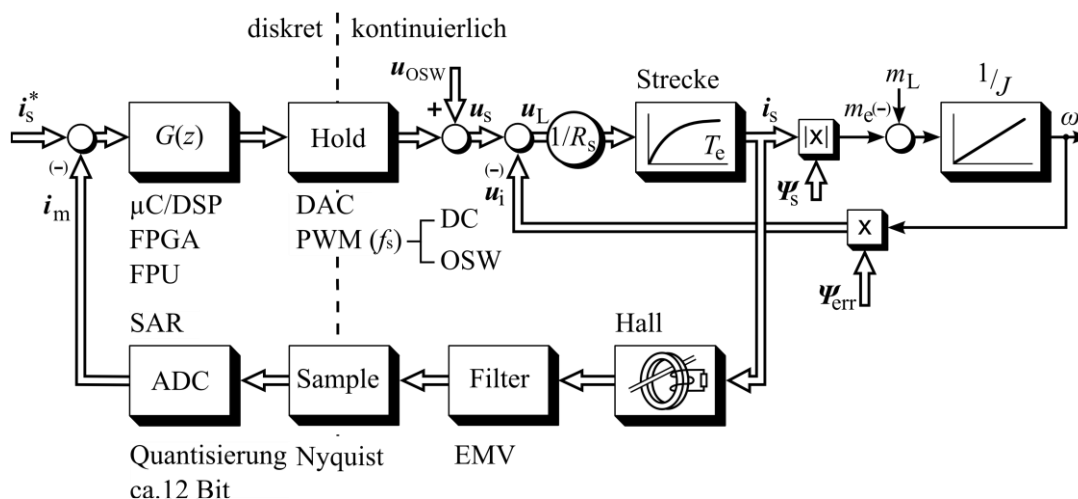 diskret
kontinuierlich
u_OSW
Strecke
m_L
1/J
i_s*
(-)
G(z)
Hold
+
u_s
u_L
(-)
1/R_s
T_e
i_s
|x|
m_e
(-)
ω
i_m
u_i
Ψ_s
x
Ψ_err
µC/DSP
FPGA
FPU
DAC
PWM (f_s)
DC
OSW
SAR
Hall
ADC
Sample
Filter
Quantisierung
ca.12 Bit
Nyquist
EMV